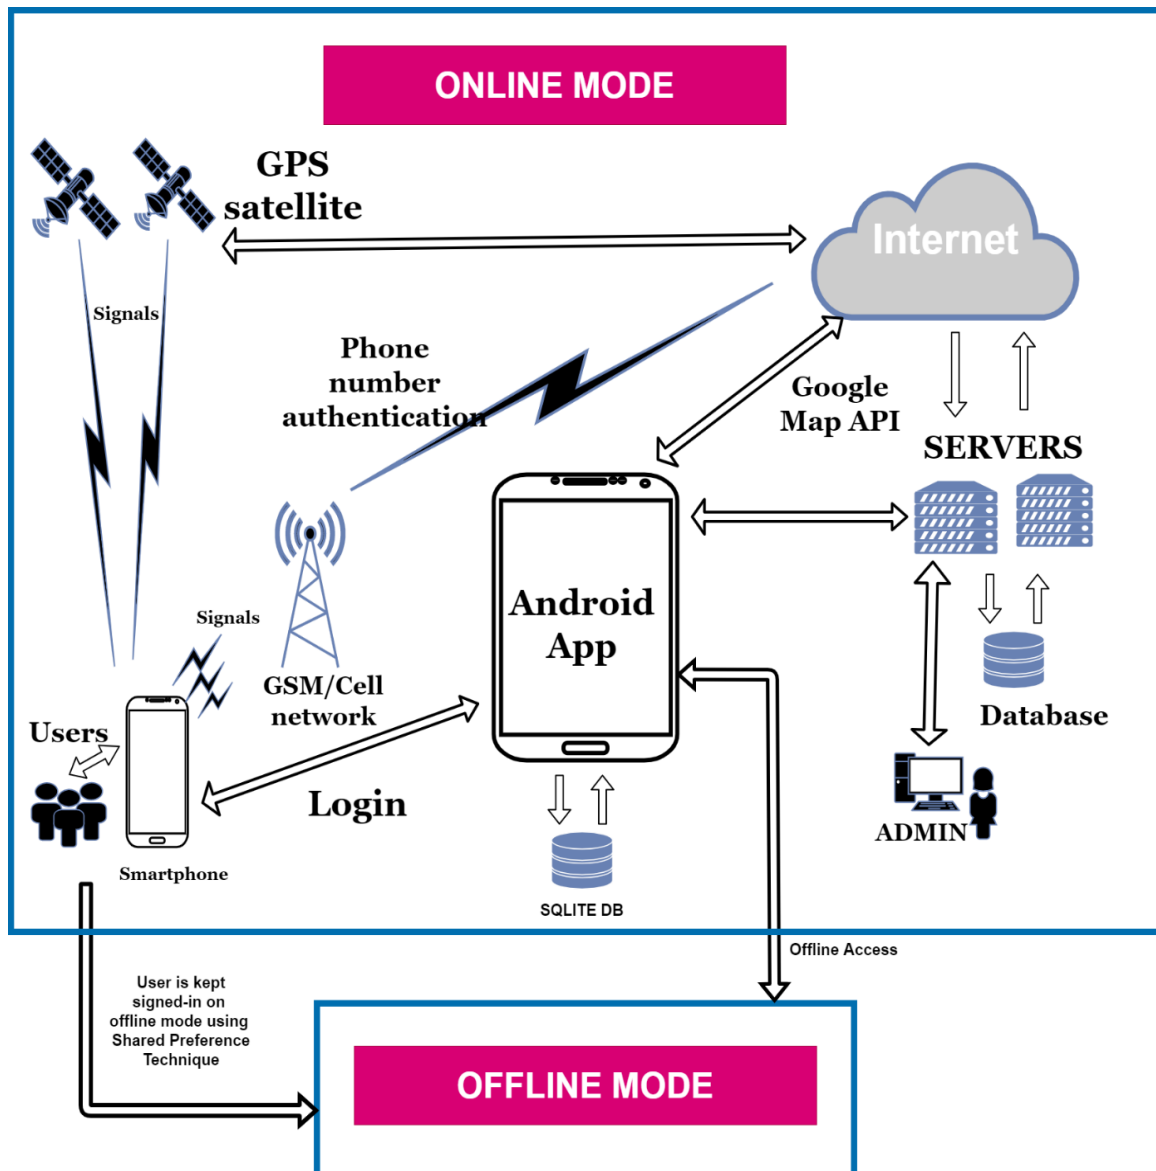 ONLINE MODE
GPS
satellite
Internet
Signals
Phone
number
authentication
Google
Map API
SERVERS
Android
App
Signals
GSM/Cell
network
Users
Database
Login
ADMIN
Smartphone
SQLITE DB
Offline Access
User is kept
signed-in on
offline mode using
Shared Preference
Technique
OFFLINE MODE